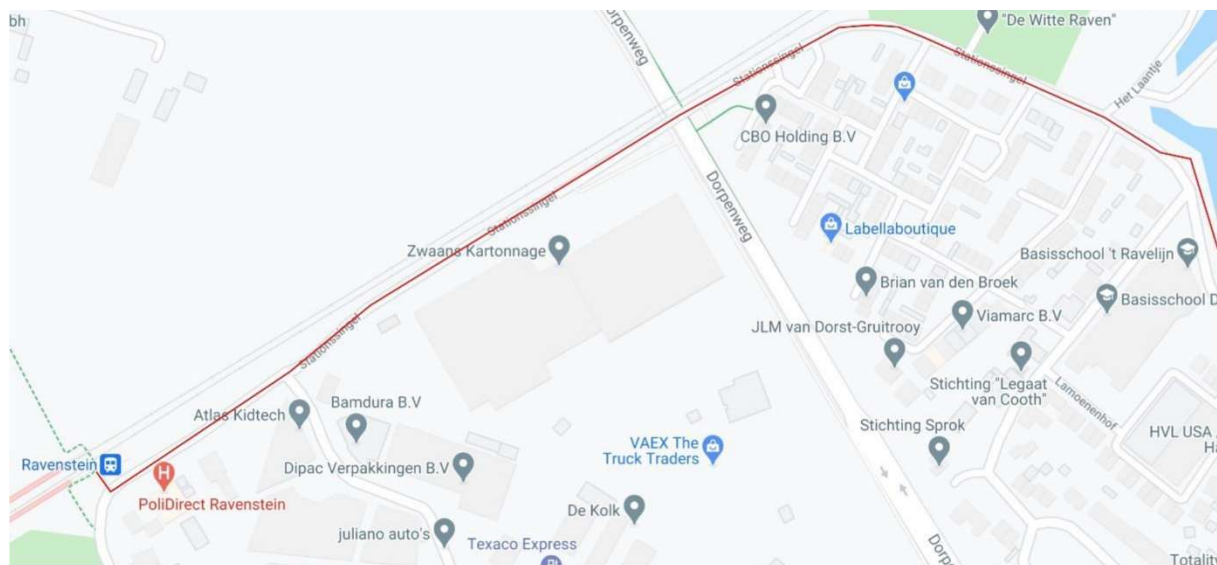 bh
"De Witte Raven"
Dorpenweg
Stationssingel
Stationssingel
Het Laantje
CBO Holding B.V
Dorpenweg
Stationssingel
Zwaans Kartonnage
Labellaboutique
Basisschool 't Ravelijn
Brian van den Broek
Basisschool D
Viamarc B.V
JLM van Dorst-Gruitrooy
Stationssingel
Stichting "Legaat
van Cooth"
Lamoenenhof
Atlas Kidtech
Bamdura B.V
Stichting Sprok
HVL USA ,
Ha
VAEX The
Truck Traders
Ravenstein
Dipac Verpakkingen B.V
H
PoliDirect Ravenstein
De Kolk
juliano auto's
Texaco Express
Dorpe
Totality